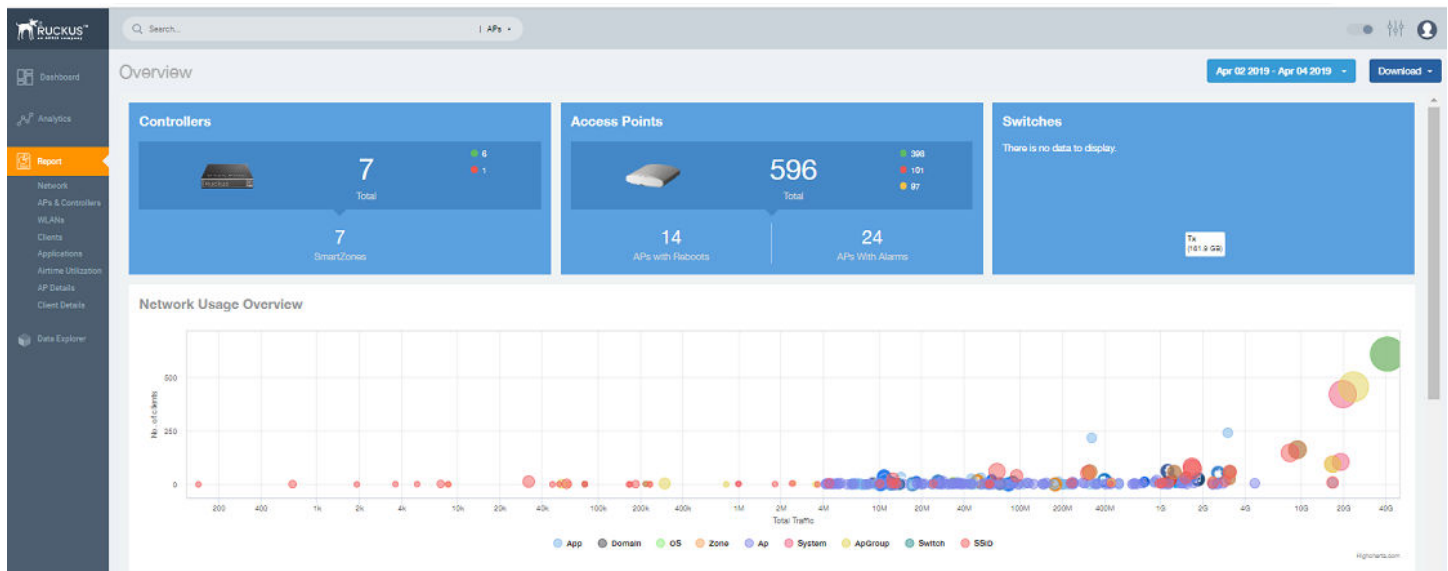 RUCKUS™
Search...
| APs
Overview
Apr 02 2019 - Apr 04 2019
Download
Dashboard
Analytics
Report
Network
APs & Controllers
WLANs
Clients
Applications
Airtime Utilization
AP Details
Client Details
Data Explorer
Controllers
7
Total
6
1
7
SmartZones
Access Points
596
Total
398
101
97
14
APs with Reboots
24
APs With Alarms
Switches
There is no data to display.
Tx
(161.9 GB)
Network Usage Overview
No. of clients
500
250
0
200 400 1k 2k 4k 10k 20k 40k 100k 200k 400k 1M 2M 4M 10M 20M 40M 100M 200M 400M 1G 2G 4G 10G 20G 40G
Total Traffic
App Domain OS Zone Ap System ApGroup Switch SSID
Highcharts.com